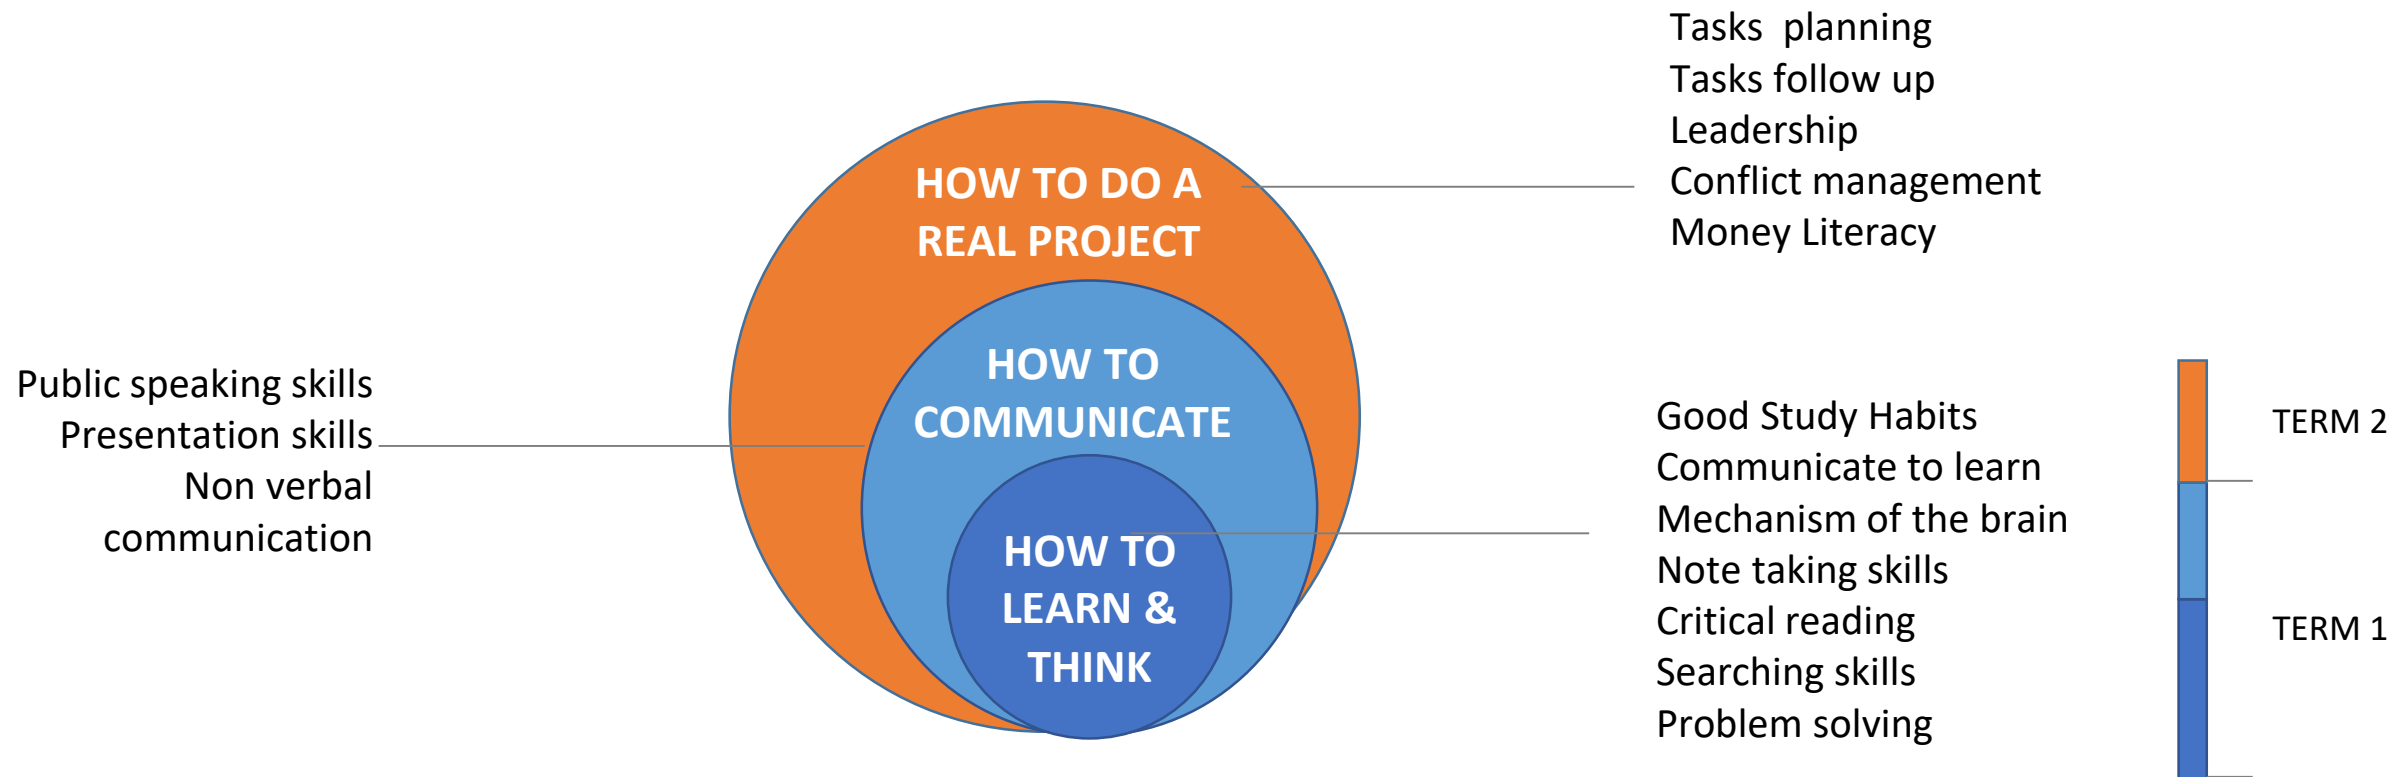 Tasks  planning
Tasks follow up
Leadership
Conflict management
Money Literacy
HOW TO DO A
REAL PROJECT
HOW TO
COMMUNICATE
HOW TO
LEARN &
THINK
Public speaking skills
Presentation skills
Non verbal
communication
Good Study Habits
Communicate to learn
Mechanism of the brain
Note taking skills
Critical reading
Searching skills
Problem solving
TERM 2
TERM 1